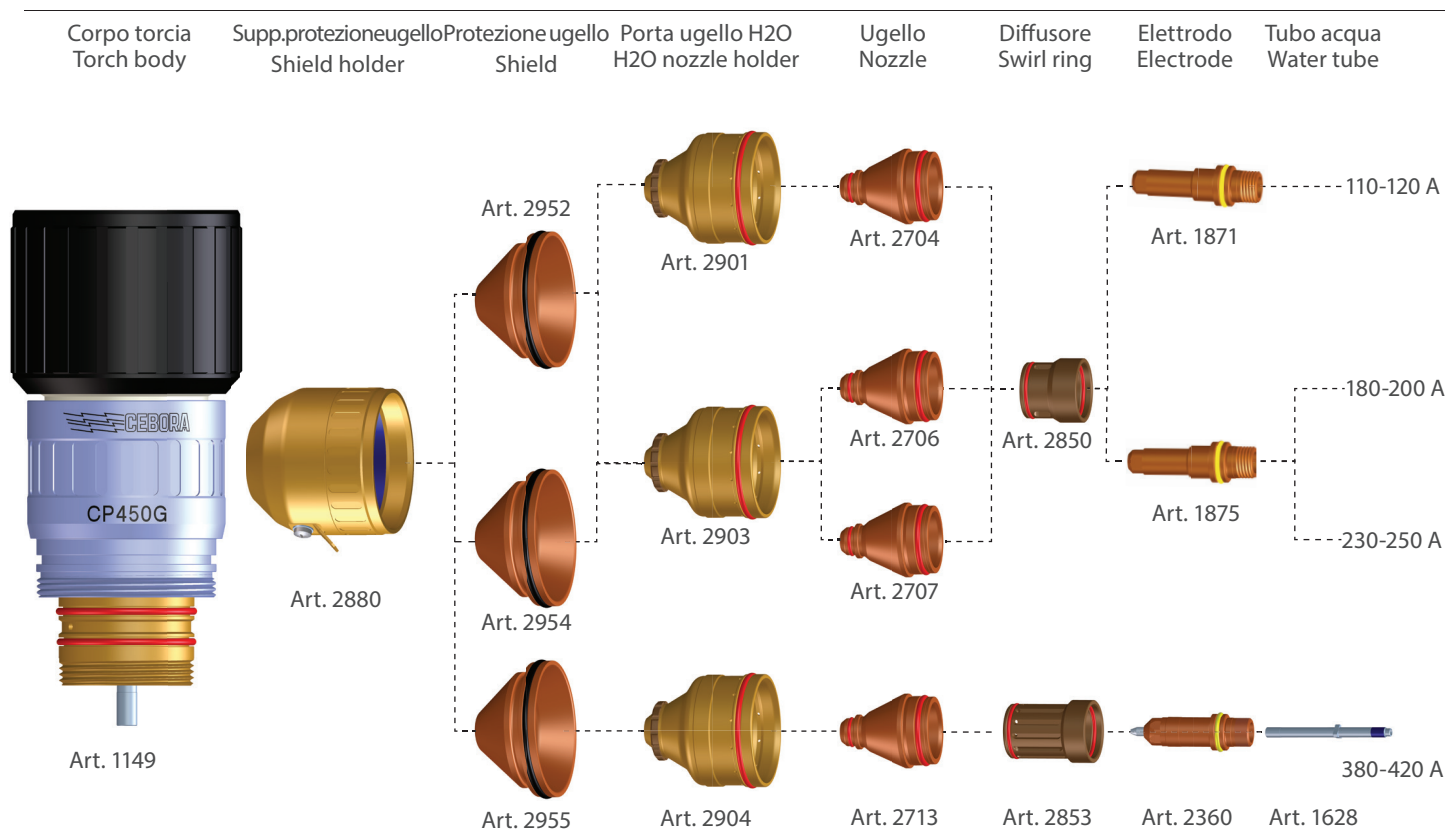 Corpo torcia
Torch body
Supp.protezioneugello
Shield holder
Protezione ugello
Shield
Porta ugello H2O
H2O nozzle holder
Ugello
Nozzle
Diffusore
Swirl ring
Elettrodo
Electrode
Tubo acqua
Water tube
110-120 A
Art. 2952
Art. 2901
Art. 2704
Art. 1871
180-200 A
CEBORA
Art. 2706
Art. 2850
CP450G
Art. 2903
Art. 1875
230-250 A
Art. 2880
Art. 2954
Art. 2707
Art. 1149
380-420 A
Art. 2955
Art. 2904
Art. 2713
Art. 2853
Art. 2360
Art. 1628